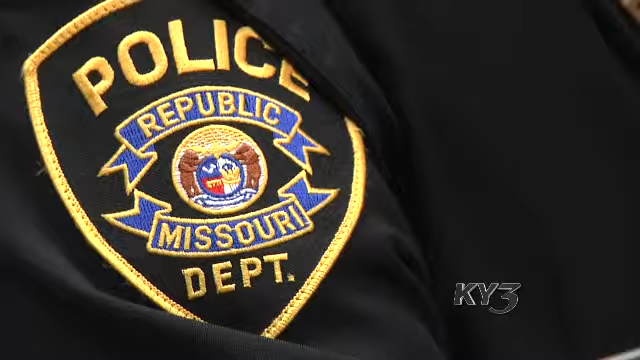 POLICE
REPUBLIC
MISSOURI
DEPT.
KY3